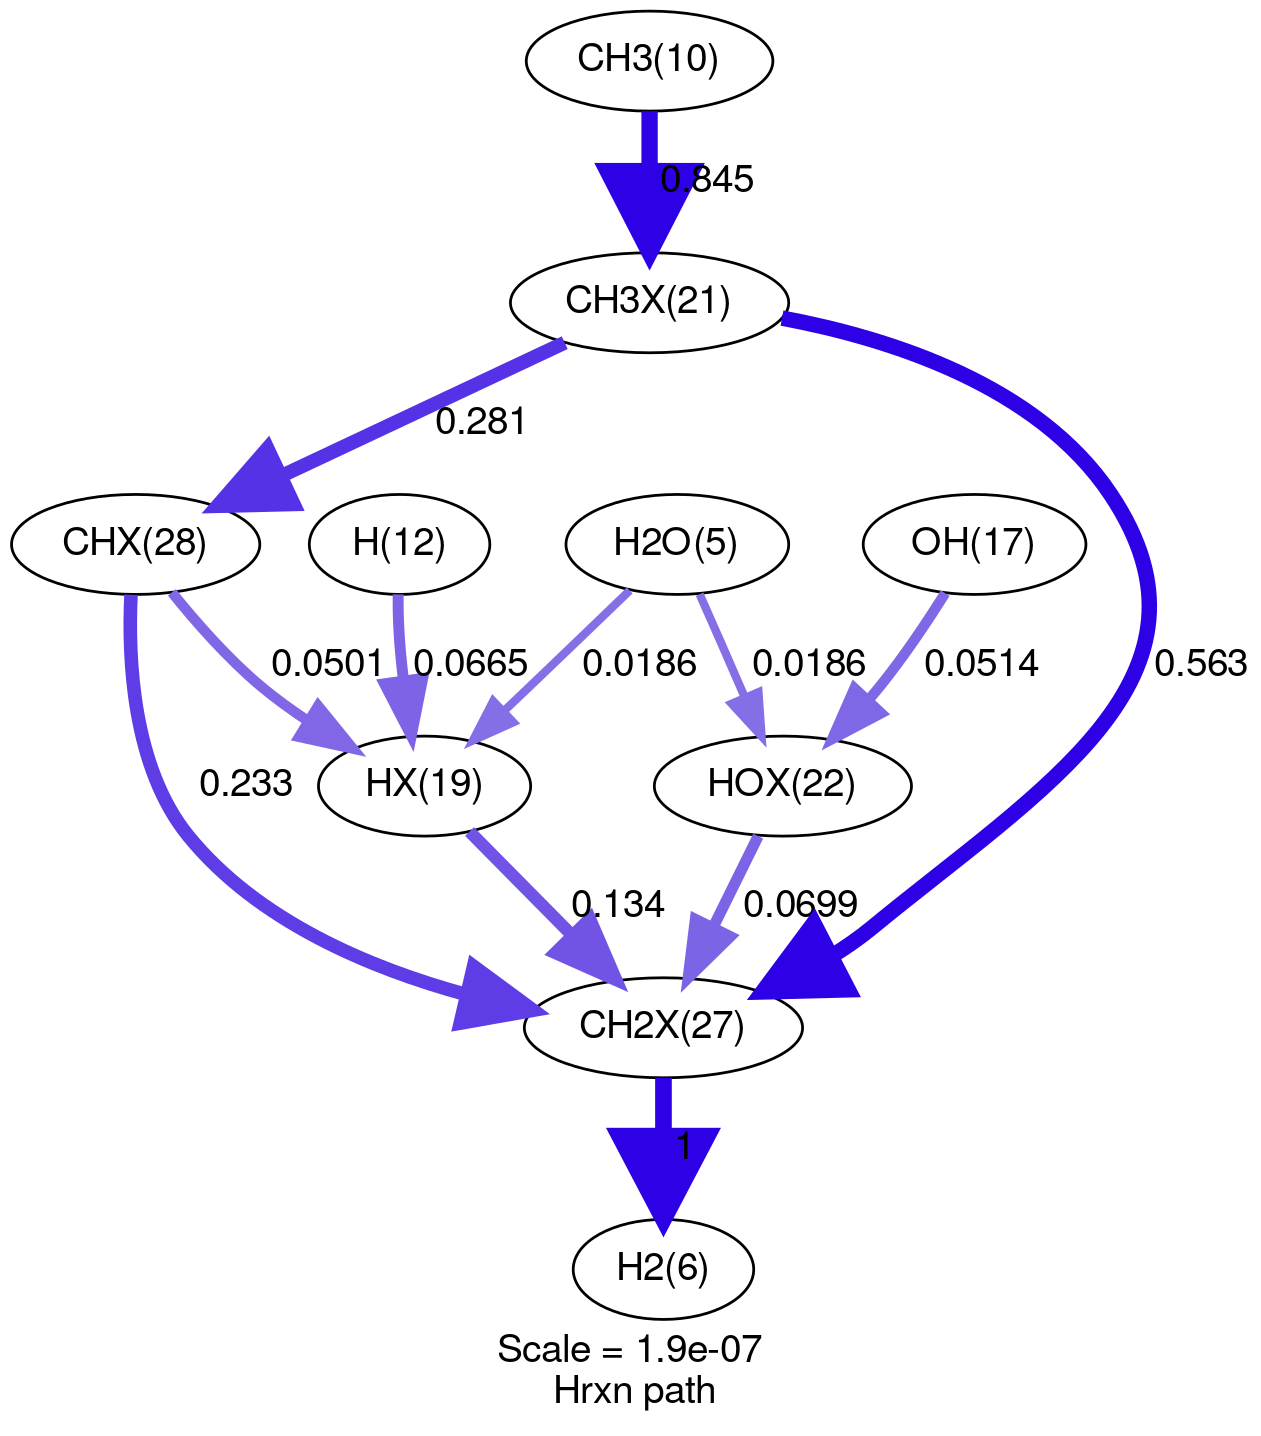 CH3(10)
0.845
CH3X(21)
0.281
CHX(28)
H(12)
H2O(5)
OH(17)
0.0501
0.0665
0.0186
0.0186
0.0514
0.563
0.233
HX(19)
HOX(22)
0.134
0.0699
CH2X(27)
1
H2(6)
Scale = 1.9e-07
Hrxn path